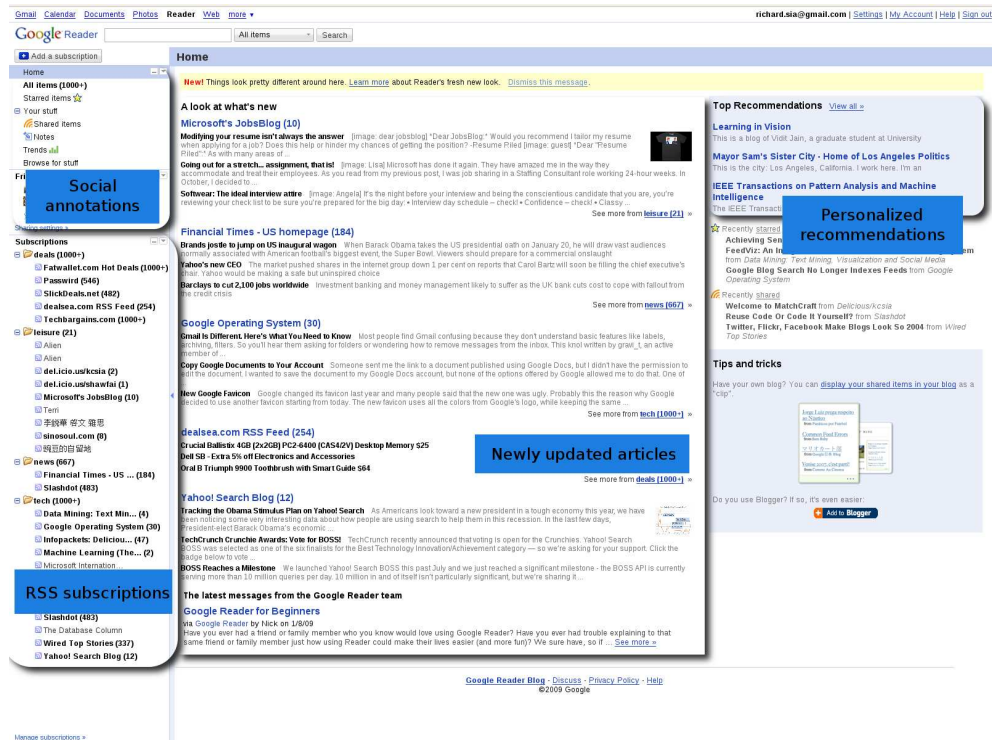 Gmail Calendar Documents Photos Reader Web more ▾
richard.sia@gmail.com | Settings | My Account | Help | Sign out
Google Reader
All items
Search
Add a subscription
Home
All items (1000+)
Starred items
Your stuff
Shared items
Notes
Trends
Browse for stuff
Social
annotations
Sharing settings »
Subscriptions
deals (1000+)
Fatwallet.com Hot Deals (1000+)
Passwird (546)
SlickDeals.net (482)
dealsea.com RSS Feed (254)
Techbargains.com (1000+)
leisure (21)
Alien
Alien
del.icio.us/kcsia (2)
del.icio.us/shawfai (1)
Microsoft's JobsBlog (10)
Terri
sinosoul.com (8)
news (667)
Financial Times - US ... (184)
Slashdot (483)
tech (1000+)
Data Mining: Text Min... (4)
Google Operating System (30)
Infopackets: Deliciou... (47)
Machine Learning (The... (2)
Microsoft Internation...
RSS subscriptions
Slashdot (483)
The Database Column
Wired Top Stories (337)
Yahoo! Search Blog (12)
Manage subscriptions »
Home
New! Things look pretty different around here. Learn more about Reader's fresh new look. Dismiss this message.
A look at what's new
Microsoft's JobsBlog (10)
Modifying your resume isn't always the answer [image: dear jobsblog] *Dear JobsBlog:* Would you recommend I tailor my resume
when applying for a job? Does this help or hinder my chances of getting the position? -Resume Piled [image: guest] *Dear "Resume
Piled":* As with many areas of ...
Going out for a stretch... assignment, that is! [image: Lisa] Microsoft has done it again. They have amazed me in the way they
accommodate and treat their employees. As you read from my previous post, I was job sharing in a Staffing Consultant role working 24-hour weeks. In
October, I decided to ...
Softwear: The ideal interview attire [image: Angela] It's the night before your interview and being the conscientious candidate that you are, you're
reviewing your check list to be sure you're prepared for the big day: • Interview day schedule – check! • Confidence – check! • Classy ...
See more from leisure (21) »
Financial Times - US homepage (184)
Brands jostle to jump on US inaugural wagon When Barack Obama takes the US presidential oath on January 20, he will draw vast audiences
normally associated with American football's biggest event, the Super Bowl. Viewers should prepare for a commercial onslaught
Yahoo's new CEO The market pushed shares in the internet group down 1 per cent on reports that Carol Bartz will soon be filling the chief executive's
chair. Yahoo would be making a safe but uninspired choice
Barclays to cut 2,100 jobs worldwide Investment banking and money management likely to suffer as the UK bank cuts cost to cope with fallout from
the credit crisis
See more from news (667) »
Google Operating System (30)
Gmail Is Different. Here's What You Need to Know Most people find Gmail confusing because they don't understand basic features like labels,
archiving, filters. So you'll hear them asking for folders or wondering how to remove messages from the inbox. This knol written by grawl_t, an active
member of ...
Copy Google Documents to Your Account Someone sent me the link to a document published using Google Docs, but I didn't have the permission to
edit the document. I wanted to save the document to my Google Docs account, but none of the options offered by Google allowed me to do that. One of
...
New Google Favicon Google changed its favicon last year and many people said that the new one was ugly. Probably this the reason why Google
decided to use another favicon starting from today. The new favicon uses all the colors from Google's logo, while keeping the same ...
See more from tech (1000+) »
dealsea.com RSS Feed (254)
Crucial Ballistix 4GB (2x2GB) PC2-6400 (CAS4/2V) Desktop Memory $25
Dell SB - Extra 5% off Electronics and Accessories
Oral B Triumph 9900 Toothbrush with Smart Guide $64
Newly updated articles
See more from deals (1000+) »
Yahoo! Search Blog (12)
Tracking the Obama Stimulus Plan on Yahoo! Search As Americans look toward a new president in a tough economy this year, we have
been noticing some very interesting data about how people are using search to help them in this recession. In the last few days,
President-elect Barack Obama's economic ...
TechCrunch Crunchie Awards: Vote for BOSS! TechCrunch recently announced that voting is open for the Crunchies. Yahoo! Search
BOSS was selected as one of the six finalists for the Best Technology Innovation/Achievement category — so we're asking for your support. Click the
badge below to vote ...
BOSS Reaches a Milestone We launched Yahoo! Search BOSS this past July and we just reached a significant milestone - the BOSS API is currently
serving more than 10 million queries per day. 10 million in and of itself isn't particularly significant, but we're sharing it ...
The latest messages from the Google Reader team
Google Reader for Beginners
via Google Reader by Nick on 1/8/09
Have you ever had a friend or family member who you know would love using Google Reader? Have you ever had trouble explaining to that
same friend or family member just how using Reader could make their lives easier (and more fun)? We sure have, so if ... See more »
Top Recommendations View all »
Learning in Vision
This is a blog of Vidit Jain, a graduate student at University
Mayor Sam's Sister City - Home of Los Angeles Politics
This is the city: Los Angeles, California. I work here. I'm an
IEEE Transactions on Pattern Analysis and Machine
Intelligence
The IEEE Transacti
Personalized
recommendations
Recently starred
Achieving Sen
FeedViz: An In
from Data Mining: Text Mining, Visualization and Social Media
Google Blog Search No Longer Indexes Feeds from Google
Operating System
Recently shared
Welcome to MatchCraft from Delicious/kcsia
Reuse Code Or Code It Yourself? from Slashdot
Twitter, Flickr, Facebook Make Blogs Look So 2004 from Wired
Top Stories
Tips and tricks
Have your own blog? You can display your shared items in your blog as a
"clip".
Do you use Blogger? If so, it's even easier:
Add to Blogger
Google Reader Blog - Discuss - Privacy Policy - Help
©2009 Google